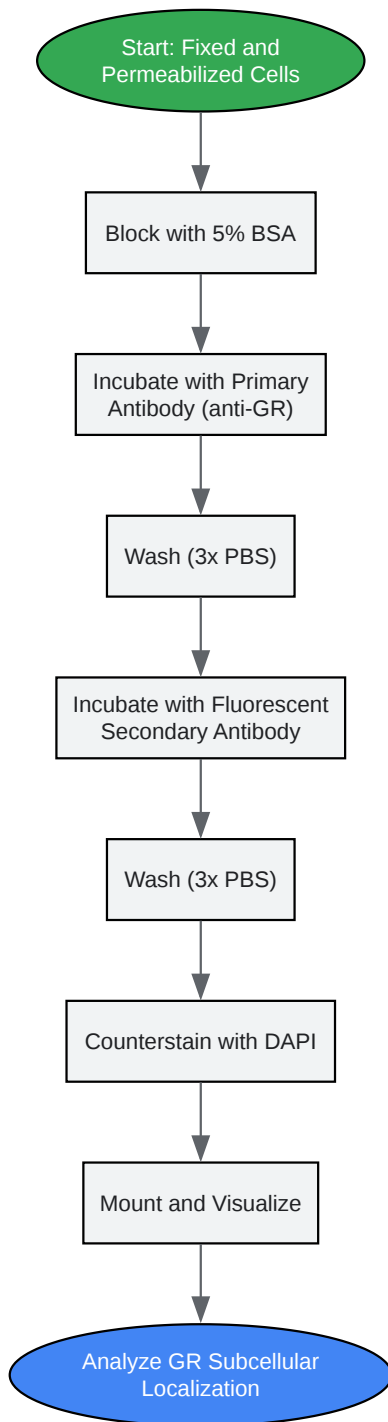 Start: Fixed and
Permeabilized Cells
Block with 5% BSA
Incubate with Primary
Antibody (anti-GR)
Wash (3x PBS)
Incubate with Fluorescent
Secondary Antibody
Wash (3x PBS)
Counterstain with DAPI
Mount and Visualize
Analyze GR Subcellular
Localization